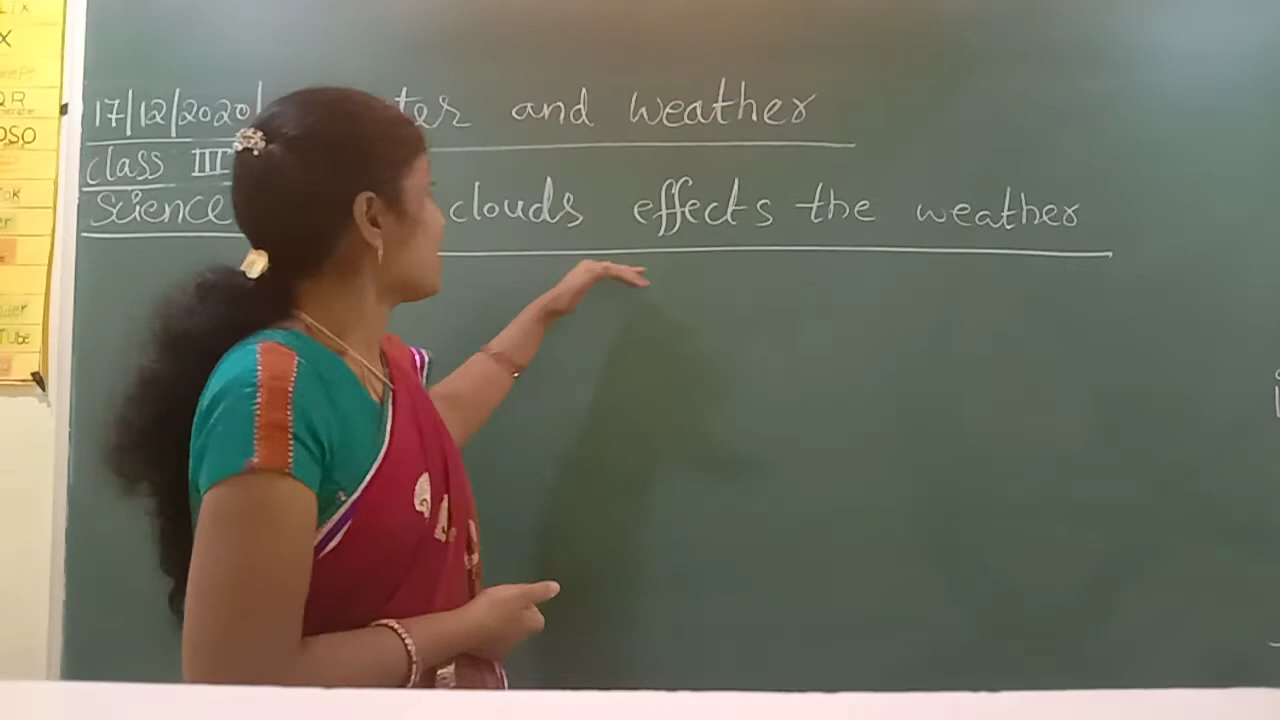 17/12/2020 ter and weather
class III
Science clouds effects the weather